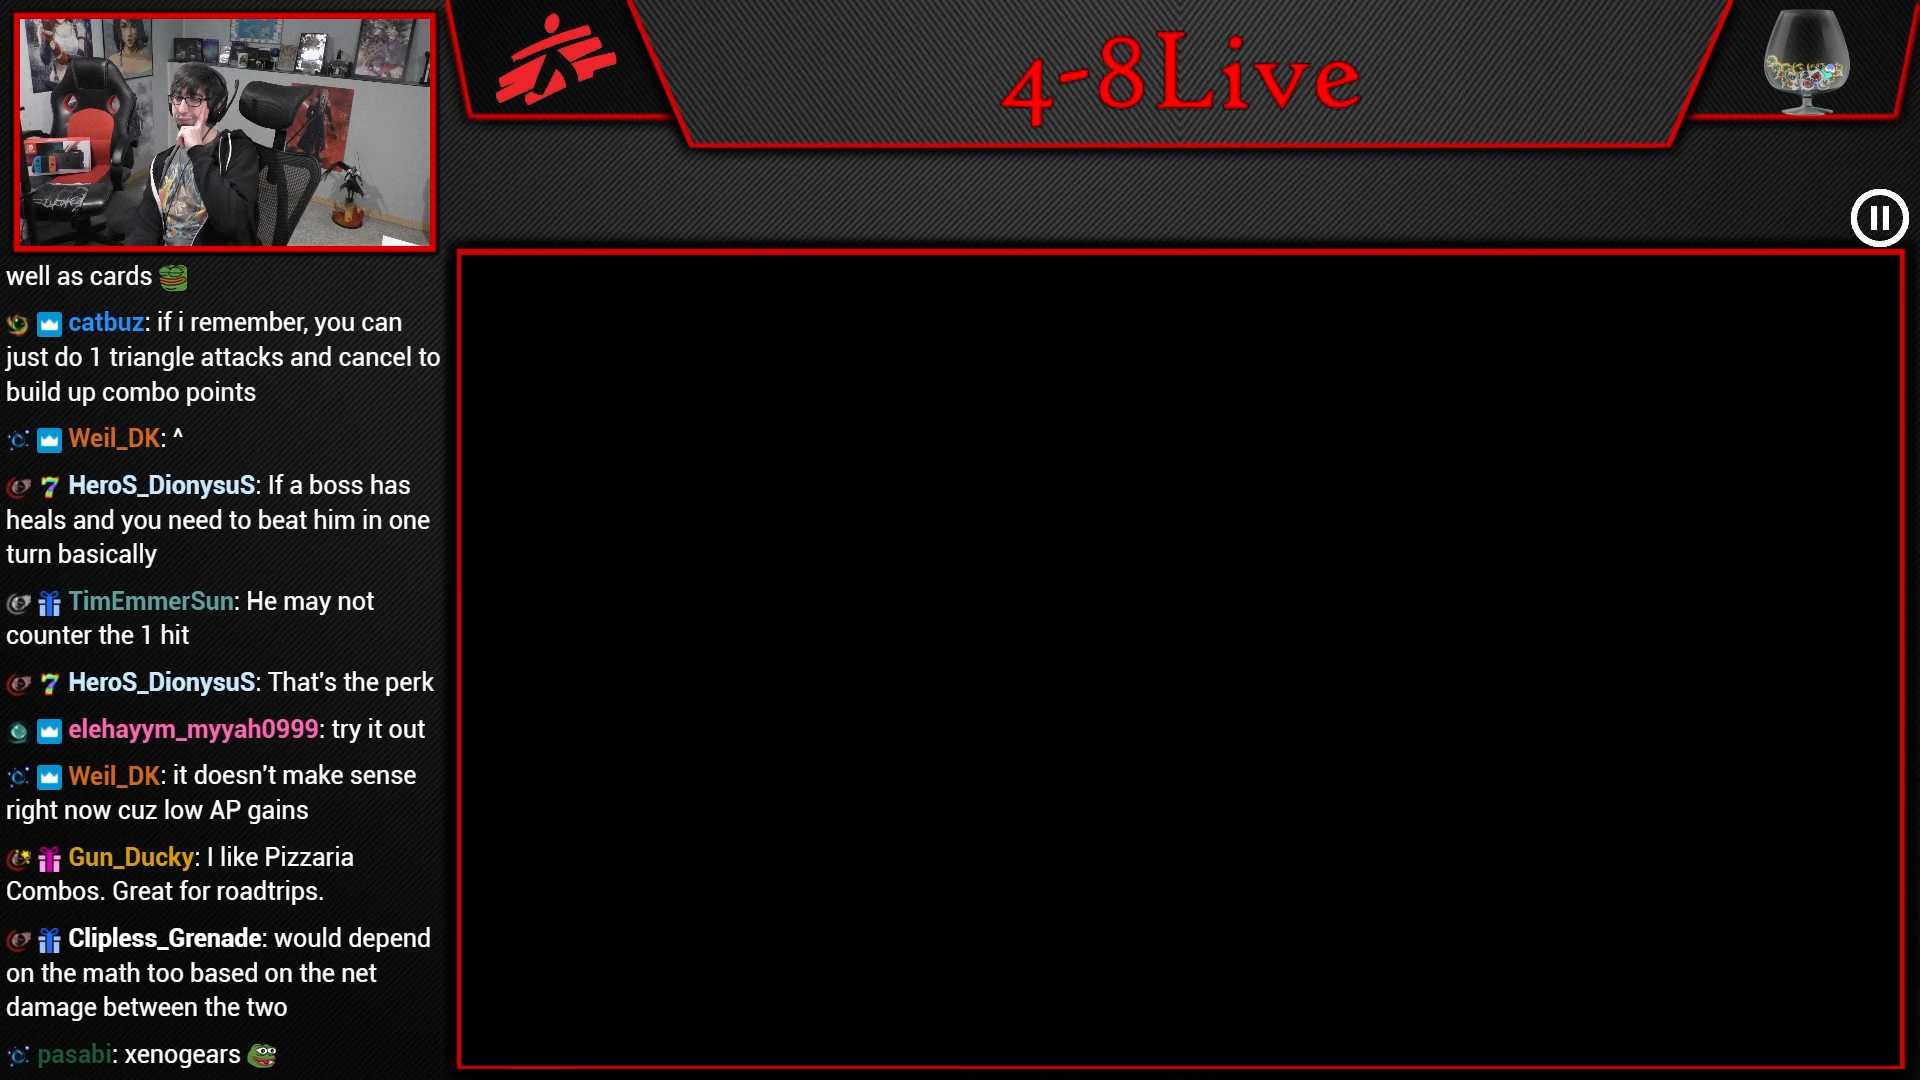 4-8Live
well as cards
catbuz: if i remember, you can
just do 1 triangle attacks and cancel to
build up combo points
Weil_DK: ^
HeroS_DionysuS: If a boss has
heals and you need to beat him in one
turn basically
TimEmmerSun: He may not
counter the 1 hit
HeroS_DionysuS: That's the perk
elehayym_myyah0999: try it out
Weil_DK: it doesn't make sense
right now cuz low AP gains
Gun_Ducky: I like Pizzaria
Combos. Great for roadtrips.
Clipless_Grenade: would depend
on the math too based on the net
damage between the two
pasabi: xenogears